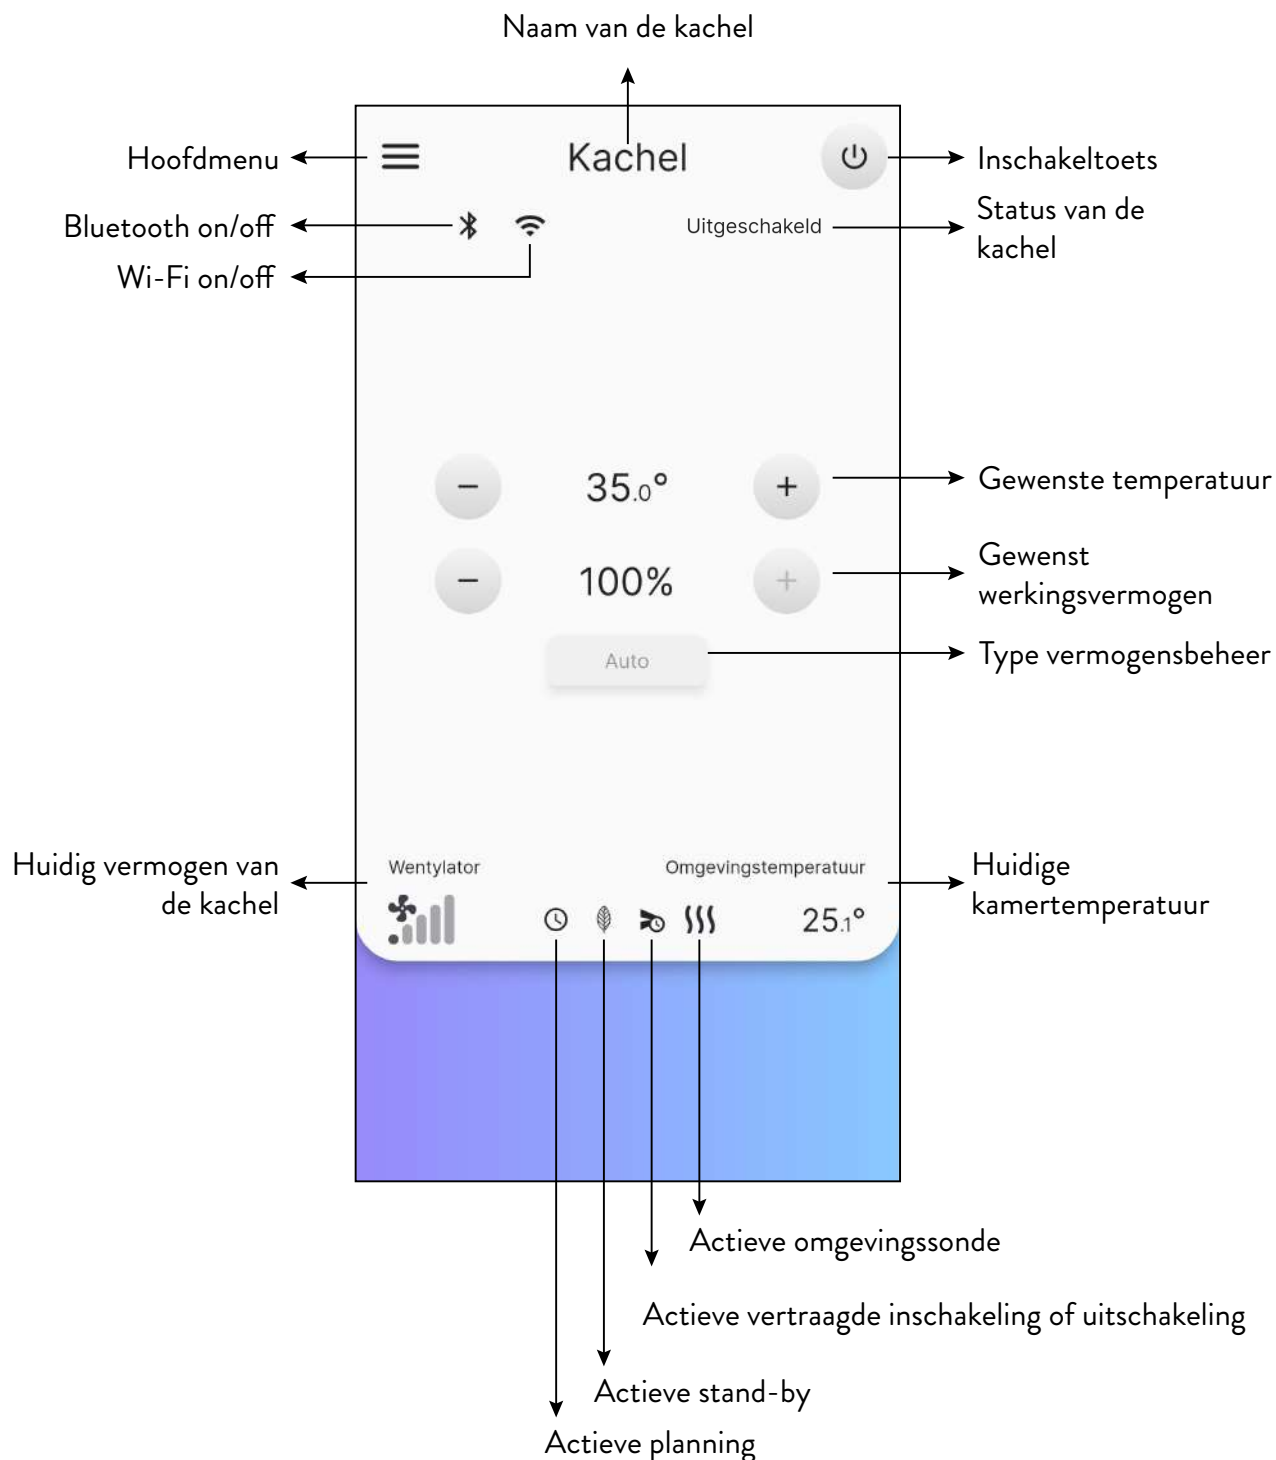 Naam van de kachel
Hoofdmenu
Kachel
Inschakeltoets
Bluetooth on/off
Uitgeschakeld
Status van de
kachel
Wi-Fi on/off
35.0°
Gewenste temperatuur
100%
Gewenst
werkingsvermogen
Auto
Type vermogensbeheer
Huidig vermogen van
de kachel
Wentylator
Omgevingstemperatuur
Huidige
kamertemperatuur
25.1°
Actieve omgevingssonde
Actieve vertraagde inschakeling of uitschakeling
Actieve stand-by
Actieve planning